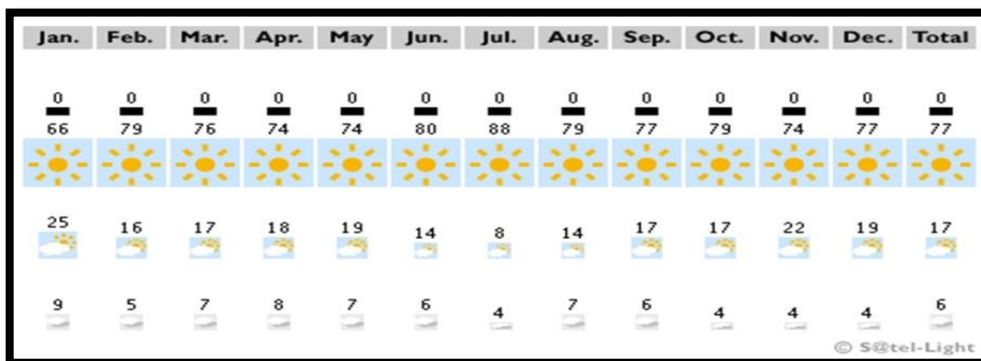 Jan. Feb. Mar. Apr. May Jun. Jul. Aug. Sep. Oct. Nov. Dec. Total
0 0 0 0 0 0 0 0 0 0 0 0 0
66 79 76 74 74 80 88 79 77 79 74 77 77
25 16 17 18 19 14 8 14 17 17 22 19 17
9 5 7 8 7 6 4 7 6 4 4 4 6
© S@tel-Light